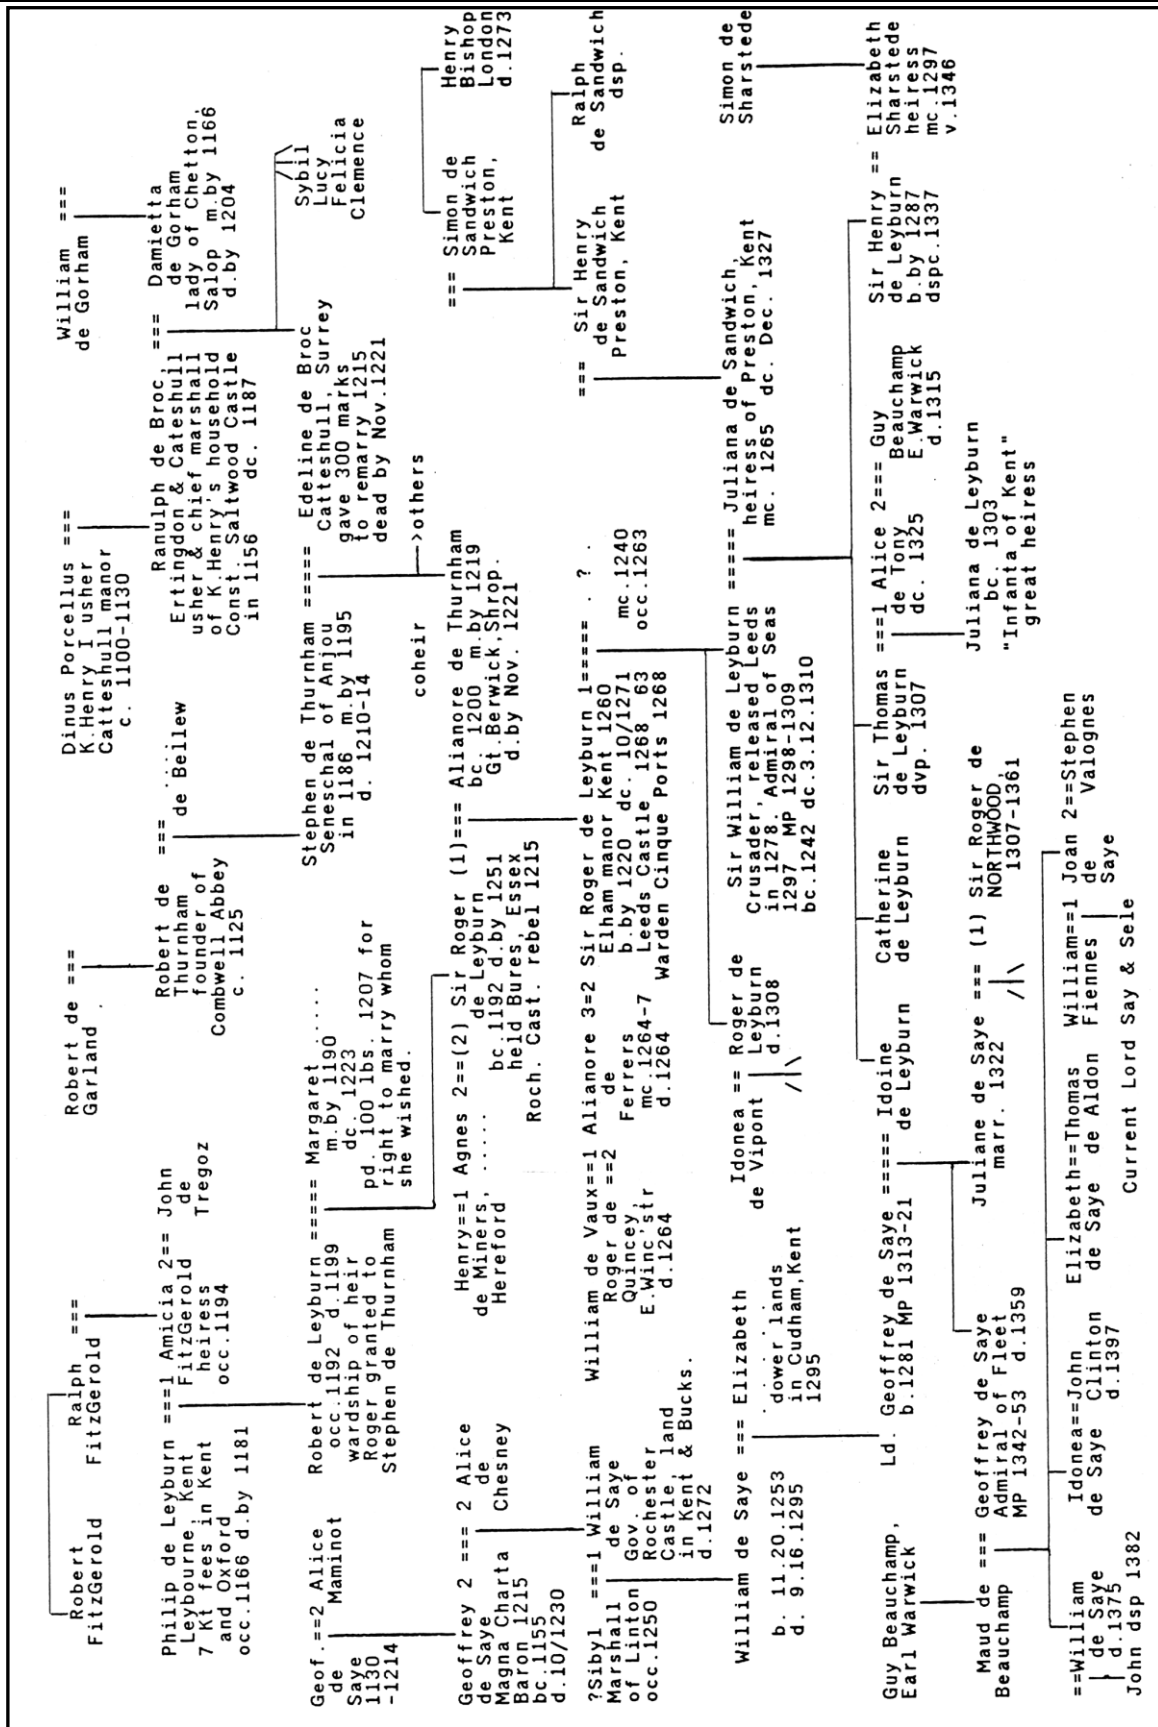 Robert
FitzGerold
Ralph ===
FitzGerold
Robert de ===
Garland .
Dinus Porcellus ===
K.Henry I usher
Catteshull manor
c. 1100-1130
William ===
de Gorham
Philip de Leyburn ===1 Amicia 2== John
Leybourne, Kent
7 Kt fees in Kent
and Oxford
occ.1166 d.by 1181
FitzGerold
heiress
occ.1194
de
Tregoz
Robert de ===
Thurnham
founder of
Combwell Abbey
c. 1125
.....
de Bellew
Ranulph de Broc, ===
Ertingdon & Cateshull
usher & chief marshall
of K.Henry's household
Const. Saltwood Castle
in 1156 dc. 1187
Damietta
de Gorham
lady of Chetton,
Salop m.by 1166
d.by 1204
Geof.==2 Alice
de Maminot
Saye
1130
-1214
Robert de Leyburn ===== Margaret .....
occ.1192 d.1199
wardship of heir
Roger granted to
Stephen de Thurnham
m.by 1190
dc. 1223
pd. 100 lbs. 1207 for
right to marry whom
she wished.
Stephen de Thurnham =====
Seneschal of Anjou
in 1186 m.by 1195
d. 1210-14
Edeline de Broc
Catteshull, Surrey
gave 300 marks
to remarry 1215
dead by Nov.1221
/|\
Sybil
Lucy
Felicia
Clemence
coheir
-->others
Geoffrey 2 === 2 Alice
de Saye
Magna Charta
Baron 1215
bc.1155
d.10/1230
de
Chesney
Henry==1 Agnes 2==(2) Sir Roger (1)=== Alianore de Thurnham
de Miners, .....
Hereford
de Leyburn
bc.1192 d.by 1251
held Bures, Essex
Roch. Cast. rebel 1215
bc. 1200 m.by 1219
Gt.Berwick,Shrop.
d.by Nov. 1221
=== Simon de
Sandwich
Preston,
Kent
Henry
Bishop
London
d.1273
?Sibyl ===1 William
Marshall
of Linton
occ.1250
de Saye
Gov. of
Rochester
Castle, land
in Kent & Bucks.
d.1272
William de Vaux==1 Alianore 3=2 Sir Roger de Leyburn 1===== . ? .
Roger de ==2
Quincey,
E.Winc'str
d.1264
de
Ferrers
mc.1264-7
d.1264
Elham manor Kent 1260
b.by 1220 dc. 10/1271
Leeds Castle 1268
Warden Cinque Ports 1268
63
mc.1240
occ.1263
=== Sir Henry
de Sandwich
Preston, Kent
Ralph
de Sandwich
dsp.
William de Saye === Elizabeth
b. 11.20.1253
d. 9.16.1295
dower lands
in Cudham,Kent
1295
Idonea == Roger de
de Vipont
Leyburn
d.1308
/|\
Sir William de Leyburn ===== Juliana de Sandwich,
Crusader, released Leeds
in 1278. Admiral of Seas
1297 MP 1298-1309
bc.1242 dc.3.12.1310
heiress of Preston, Kent
mc. 1265 dc. Dec. 1327
Simon de
Sharstede
Guy Beauchamp,
Earl Warwick
Ld. Geoffrey de Saye ===== Idoine
b.1281 MP 1313-21
de Leyburn
Catherine
de Leyburn
Sir Thomas ===1 Alice 2=== Guy
de Leyburn
dvp. 1307
de Tony
dc. 1325
Beauchamp
E.Warwick
d.1315
Sir Henry == Elizabeth
de Leyburn
b.by 1287
dspc.1337
Sharstede
heiress
mc.1297
v.1346
Maud de === Geoffrey de Saye
Beauchamp
Admiral of Fleet
MP 1342-53 d.1359
Juliane de Saye === (1) Sir Roger de
marr. 1322
/|\
NORTHWOOD,
1307-1361
Juliana de Leyburn
bc. 1303
"Infanta of Kent"
great heiress
==William
de Saye
d.1375
John dsp 1382
Idonea==John
de Saye Clinton
d.1397
Elizabeth==Thomas
de Saye de Aldon
William==1 Joan 2==Stephen
Fiennes de Valognes
Saye
Current Lord Say & Sele